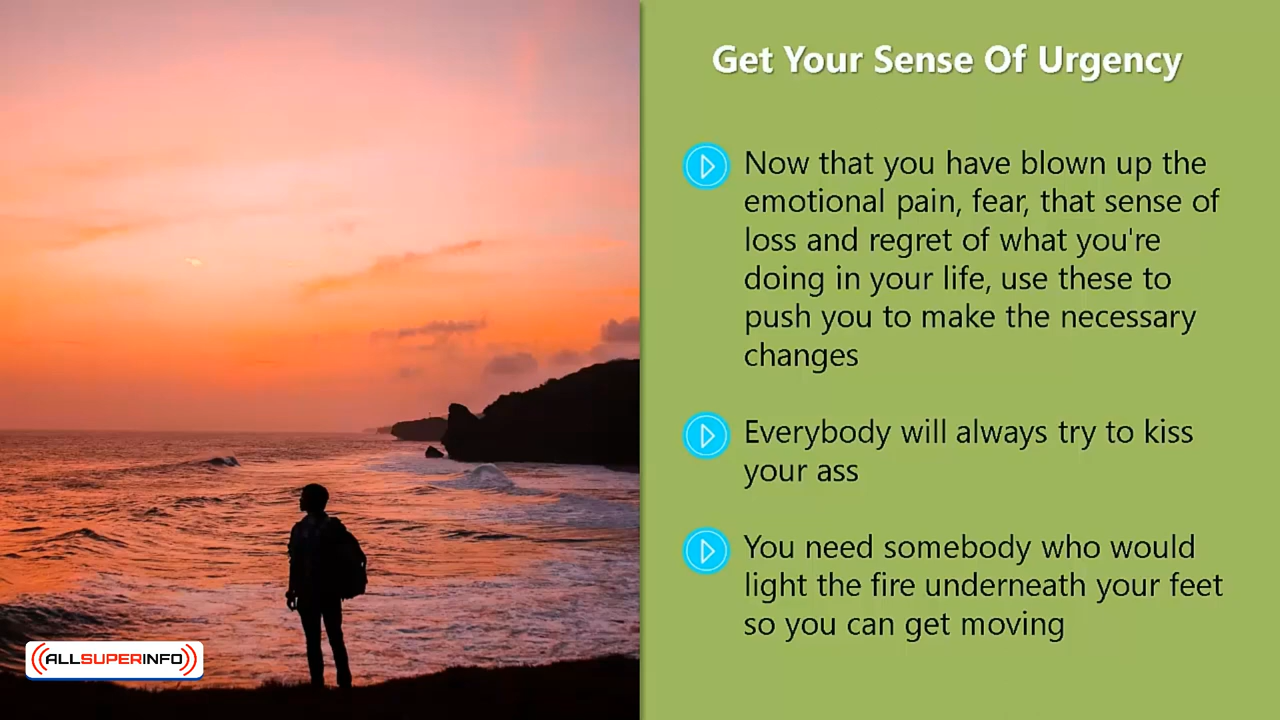 Get Your Sense Of Urgency
Now that you have blown up the
emotional pain, fear, that sense of
loss and regret of what you're
doing in your life, use these to
push you to make the necessary
changes
Everybody will always try to kiss
your ass
You need somebody who would
light the fire underneath your feet
so you can get moving
ALLSUPERINFO